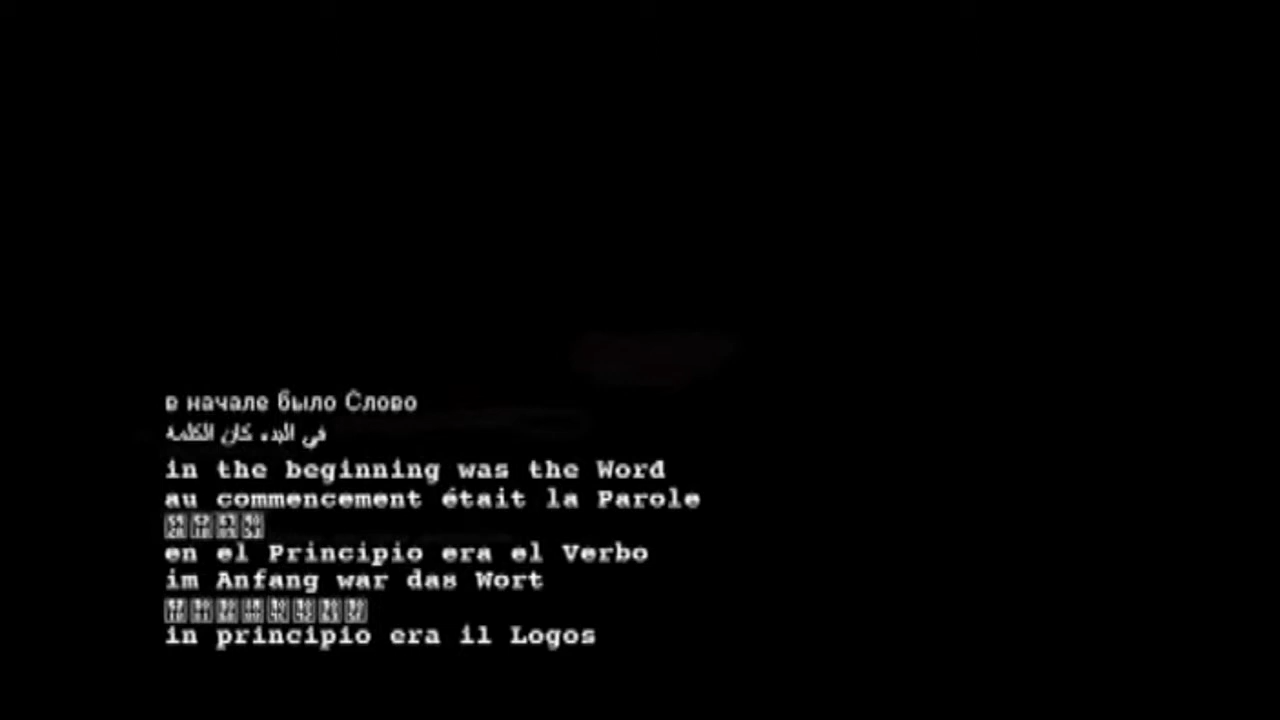 в начале было Слово
في البدء كان الكلمة
in the beginning was the Word
au commencement était la Parole
en el Principio era el Verbo
im Anfang war das Wort
in principio era il Logos